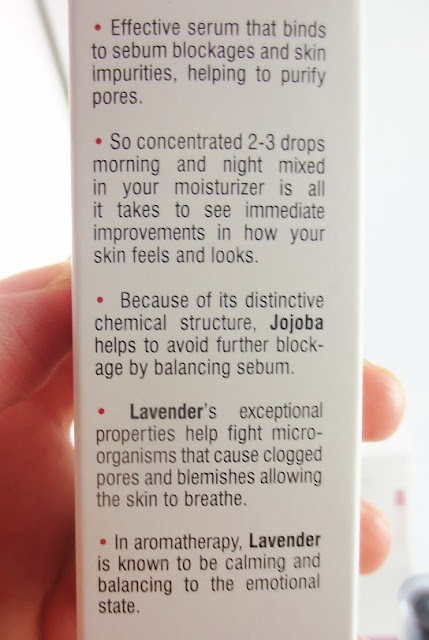 • Effective serum that binds
to sebum blockages and skin
impurities, helping to purify
pores.
• So concentrated 2-3 drops
morning and night mixed
in your moisturizer is all
it takes to see immediate
improvements in how your
skin feels and looks.
• Because of its distinctive
chemical structure, Jojoba
helps to avoid further block-
age by balancing sebum.
• Lavender's exceptional
properties help fight micro-
organisms that cause clogged
pores and blemishes allowing
the skin to breathe.
• In aromatherapy, Lavender
is known to be calming and
balancing to the emotional
state.